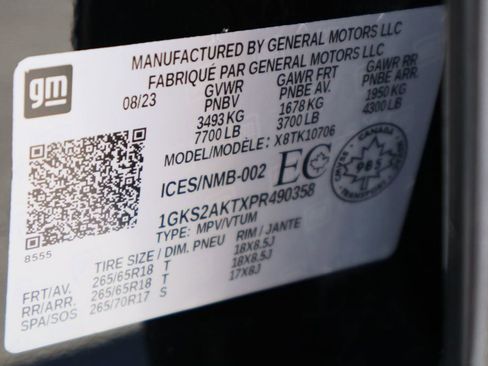 MANUFACTURED BY GENERAL MOTORS LLC
FABRIQUÉ PAR GENERAL MOTORS LLC
gm
08/23 GVWR GAWR FRT GAWR RR
PNBV PNBE AV. PNBE ARR.
3493 KG 1678 KG 1950 KG
7700 LB 3700 LB 4300 LB
MODEL/MODÈLE: X8TK10706
ICES/NMB-002 EC
CANADA
985
TRANSPORT
1GKS2AKTXPR490358
TYPE: MPV/VTUM
8555
TIRE SIZE / DIM. PNEU RIM / JANTE
FRT/AV. 265/65R18 T 18X8.5J
RR/ARR. 265/65R18 T 18X8.5J
SPA/SOS 265/70R17 S 17X8J